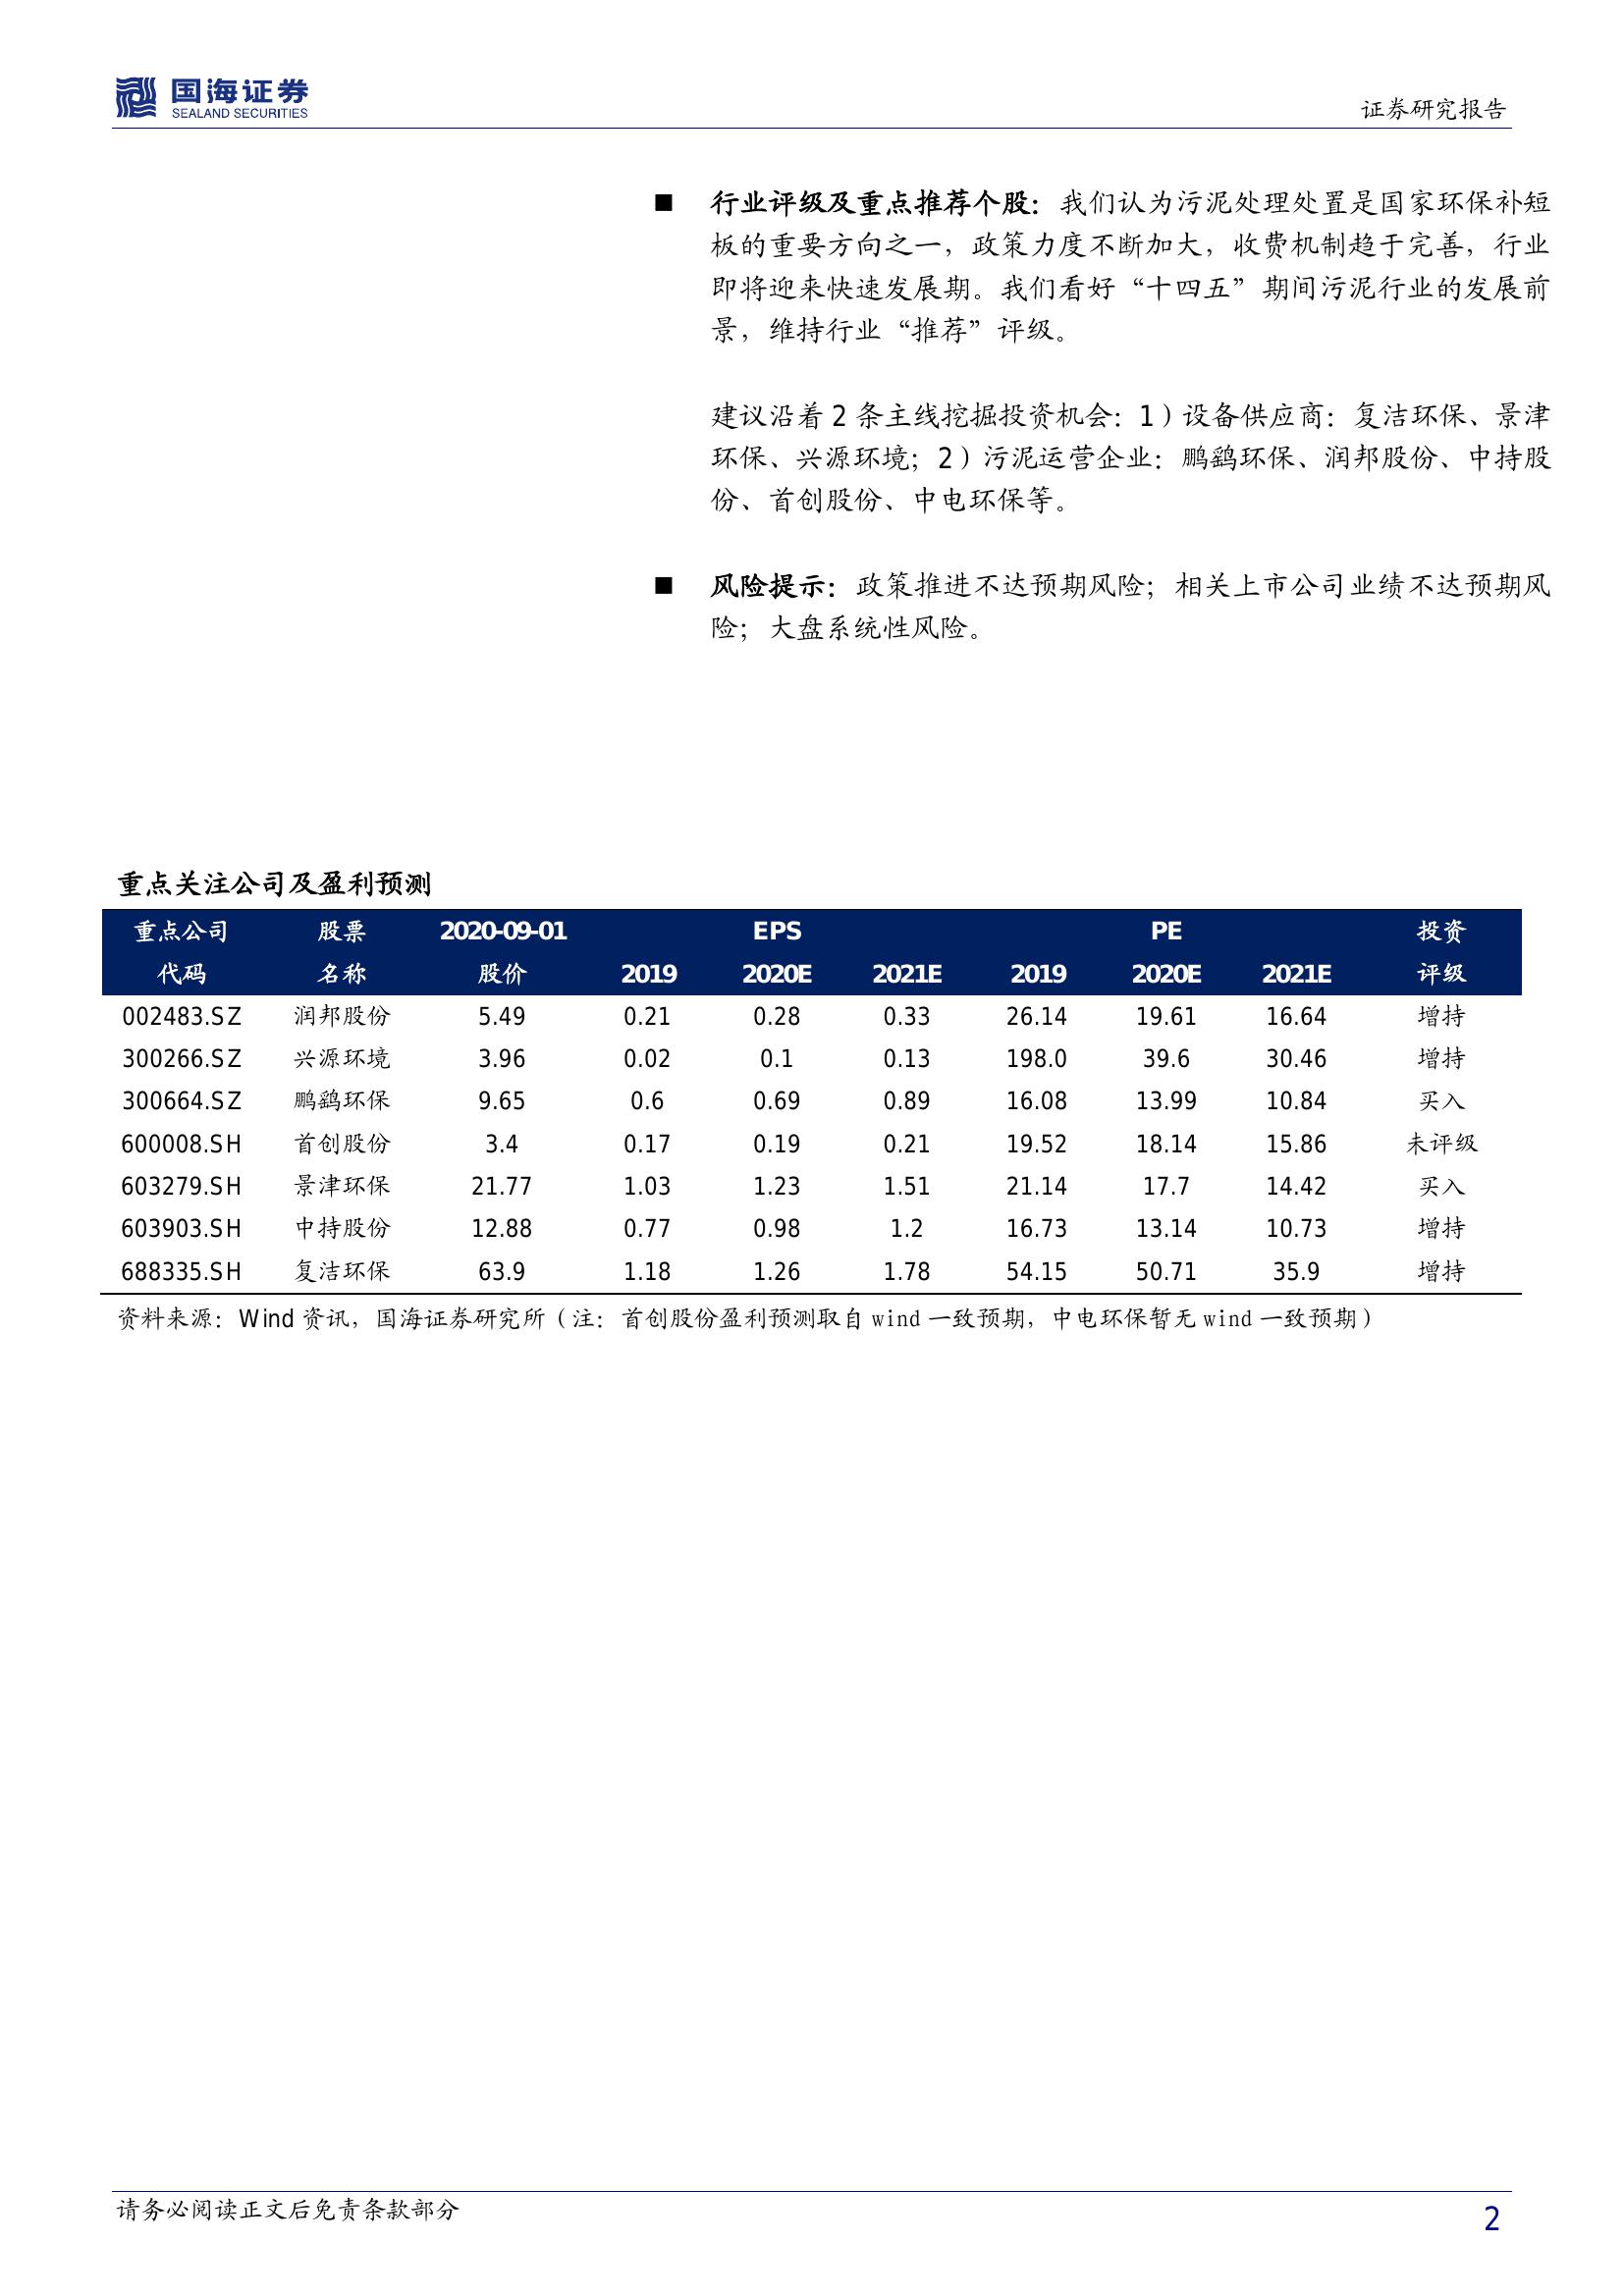 国海证券
SEALAND SECURITIES
证券研究报告
■ 行业评级及重点推荐个股：我们认为污泥处理处置是国家环保补短
板的重要方向之一，政策力度不断加大，收费机制趋于完善，行业
即将迎来快速发展期。我们看好“十四五”期间污泥行业的发展前
景，维持行业“推荐”评级。
建议沿着 2 条主线挖掘投资机会：1）设备供应商：复洁环保、景津
环保、兴源环境；2）污泥运营企业：鹏鹞环保、润邦股份、中持股
份、首创股份、中电环保等。
■ 风险提示：政策推进不达预期风险；相关上市公司业绩不达预期风
险；大盘系统性风险。
重点关注公司及盈利预测
重点公司 股票 2020-09-01 EPS PE 投资
代码 名称 股价 2019 2020E 2021E 2019 2020E 2021E 评级
002483.SZ 润邦股份 5.49 0.21 0.28 0.33 26.14 19.61 16.64 增持
300266.SZ 兴源环境 3.96 0.02 0.1 0.13 198.0 39.6 30.46 增持
300664.SZ 鹏鹞环保 9.65 0.6 0.69 0.89 16.08 13.99 10.84 买入
600008.SH 首创股份 3.4 0.17 0.19 0.21 19.52 18.14 15.86 未评级
603279.SH 景津环保 21.77 1.03 1.23 1.51 21.14 17.7 14.42 买入
603903.SH 中持股份 12.88 0.77 0.98 1.2 16.73 13.14 10.73 增持
688335.SH 复洁环保 63.9 1.18 1.26 1.78 54.15 50.71 35.9 增持
资料来源：Wind 资讯，国海证券研究所（注：首创股份盈利预测取自 wind 一致预期，中电环保暂无 wind 一致预期）
请务必阅读正文后免责条款部分
2